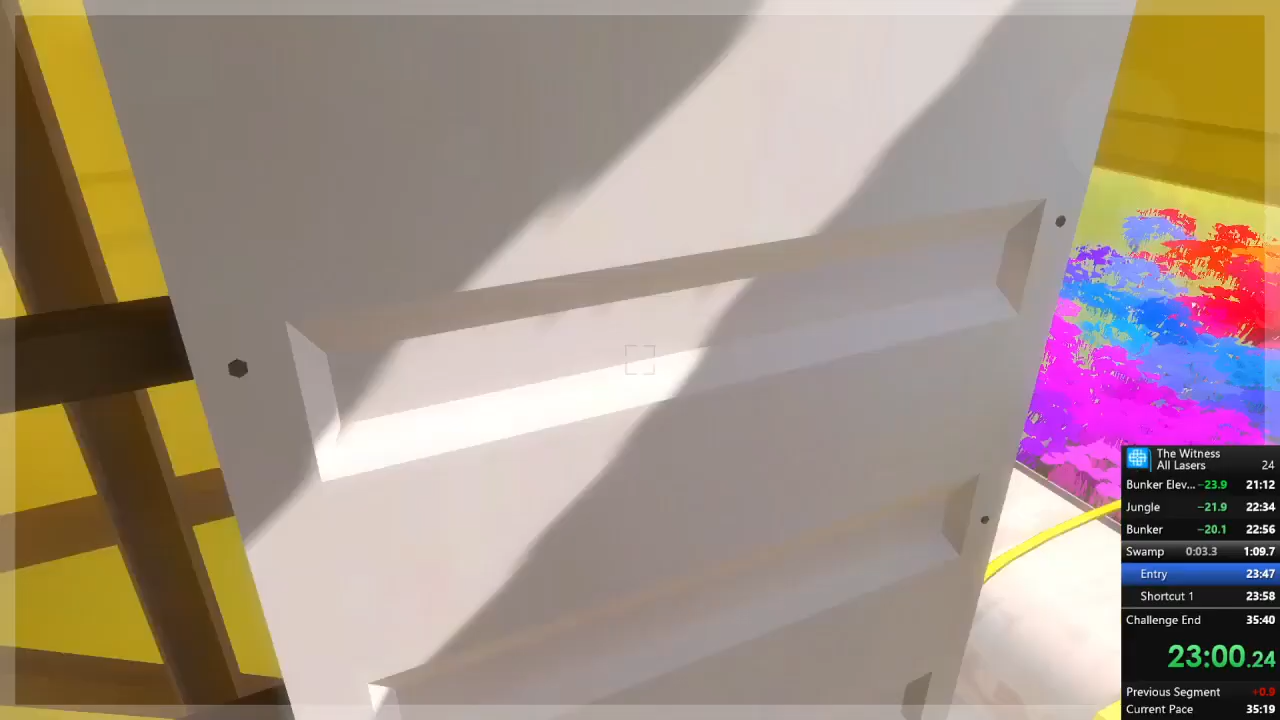 The Witness
All Lasers 24
Bunker Elev... −23.9 21:12
Jungle −21.9 22:34
Bunker −20.1 22:56
Swamp 0:03.3 1:09.7
Entry 23:47
Shortcut 1 23:58
Challenge End 35:40
23:00.24
Previous Segment +0.9
Current Pace 35:19